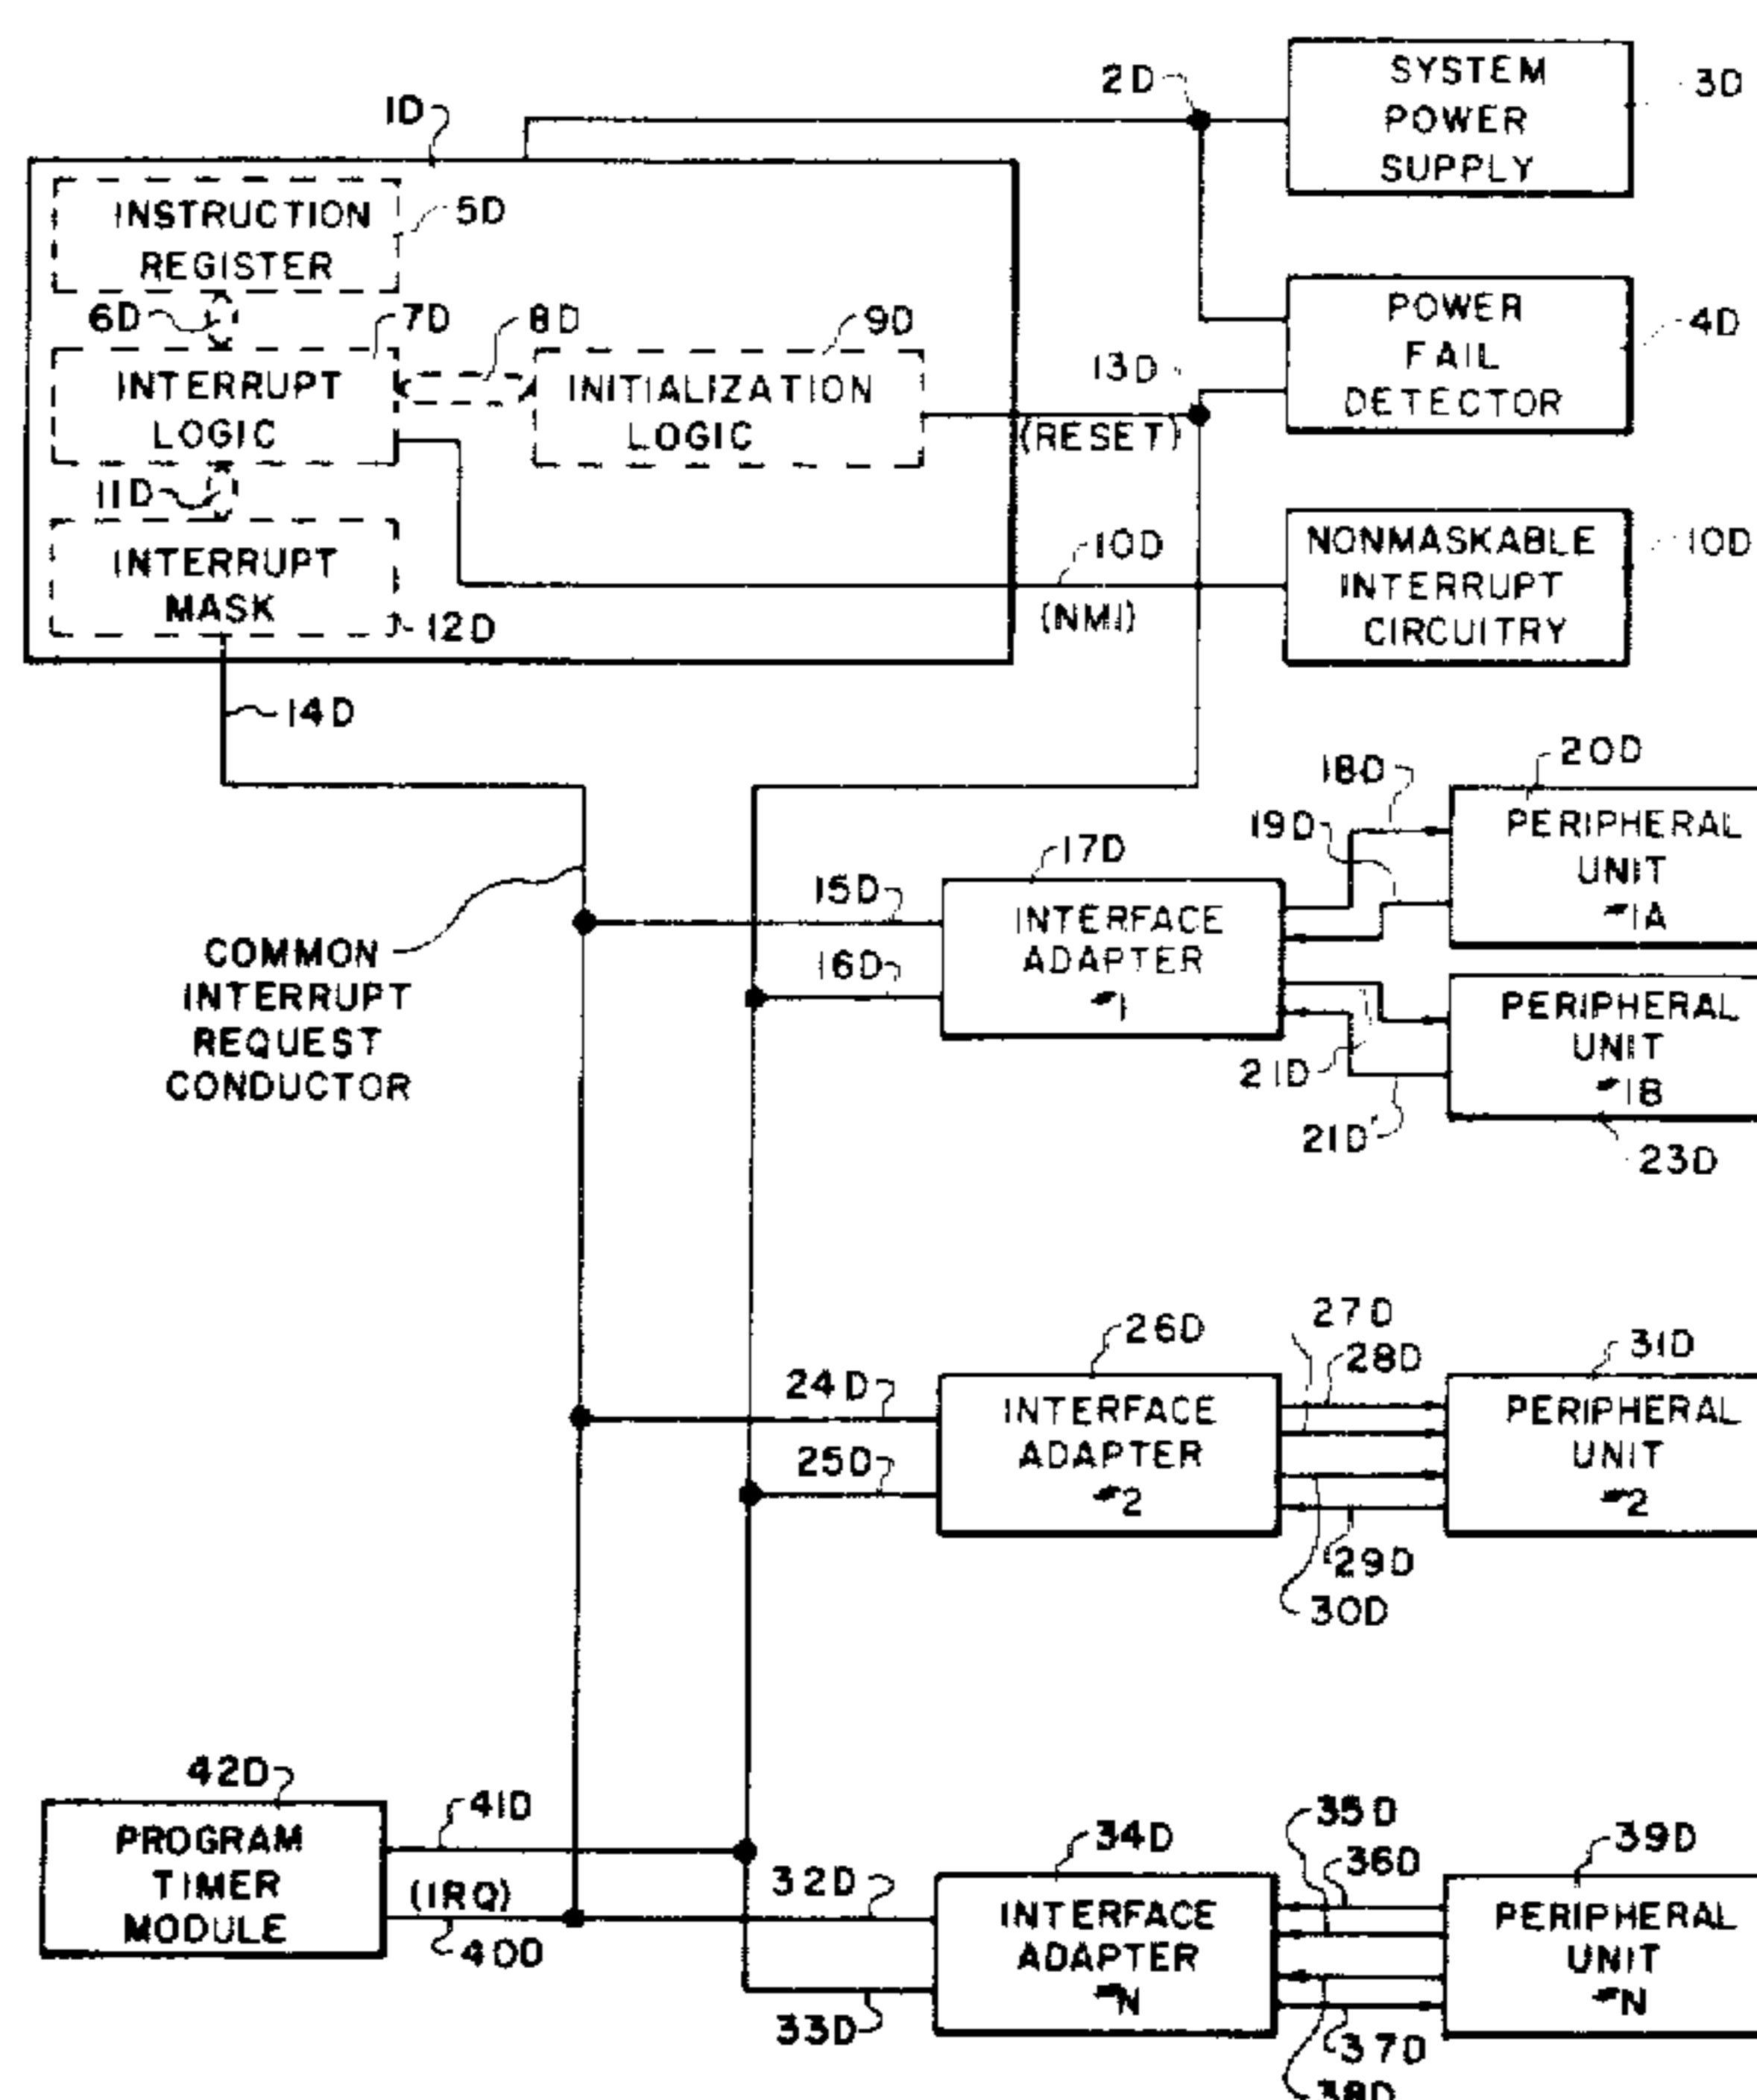 SYSTEM
POWER
SUPPLY
3D
2D
1D
INSTRUCTION
REGISTER
5D
6D
7D
8D
9D
INTERRUPT
LOGIC
INITIALIZATION
LOGIC
13D
(RESET)
POWER
FAIL
DETECTOR
4D
11D
INTERRUPT
MASK
12D
10D
(NMI)
NONMASKABLE
INTERRUPT
CIRCUITRY
10D
14D
COMMON
INTERRUPT
REQUEST
CONDUCTOR
15D
16D
17D
INTERFACE
ADAPTER
#1
18D
19D
20D
PERIPHERAL
UNIT
#1A
21D
21D'
PERIPHERAL
UNIT
#1B
23D
24D
25D
26D
INTERFACE
ADAPTER
#2
27D
28D
29D
30D
31D
PERIPHERAL
UNIT
#2
42D
PROGRAM
TIMER
MODULE
41D
(IRQ)
40D
32D
33D
34D
INTERFACE
ADAPTER
#N
35D
36D
37D
38D
39D
PERIPHERAL
UNIT
#N